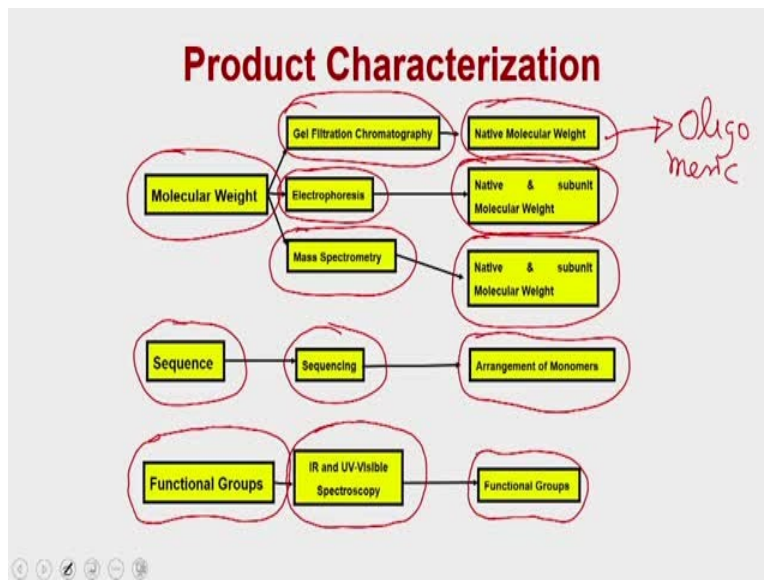 Product Characterization
Gel Filtration Chromatography
Native Molecular Weight
Oligo
meric
Molecular Weight
Electrophoresis
Native & subunit
Molecular Weight
Mass Spectrometry
Native & subunit
Molecular Weight
Sequence
Sequencing
Arrangement of Monomers
Functional Groups
IR and UV-Visible
Spectroscopy
Functional Groups